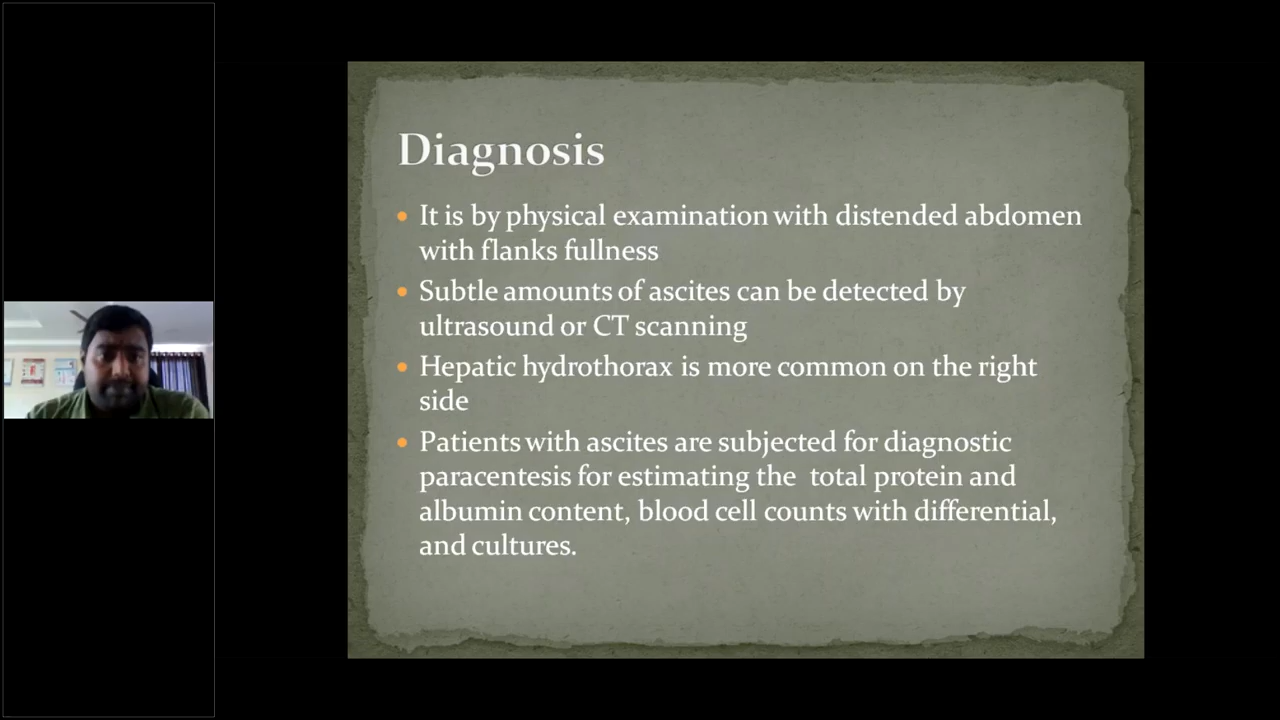 Diagnosis
It is by physical examination with distended abdomen
with flanks fullness
Subtle amounts of ascites can be detected by
ultrasound or CT scanning
Hepatic hydrothorax is more common on the right
side
Patients with ascites are subjected for diagnostic
paracentesis for estimating the  total protein and
albumin content, blood cell counts with differential,
and cultures.